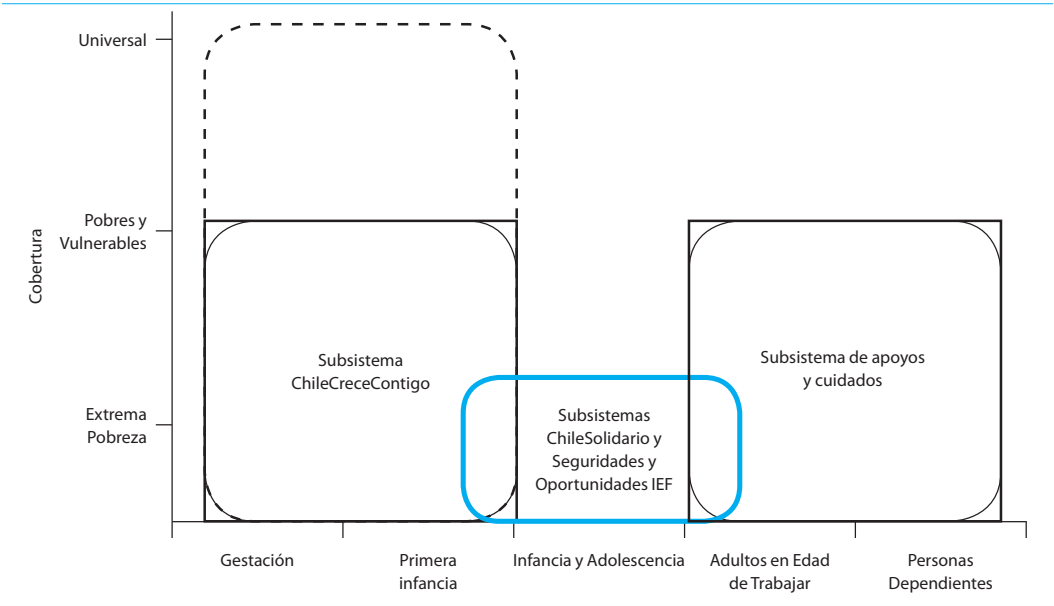 Universal
Pobres y
Vulnerables
Cobertura
Extrema
Pobreza
Subsistema
ChileCreceContigo
Subsistemas
ChileSolidario y
Seguridades y
Oportunidades IEF
Subsistema de apoyos
y cuidados
Gestación
Primera
infancia
Infancia y Adolescencia
Adultos en Edad
de Trabajar
Personas
Dependientes